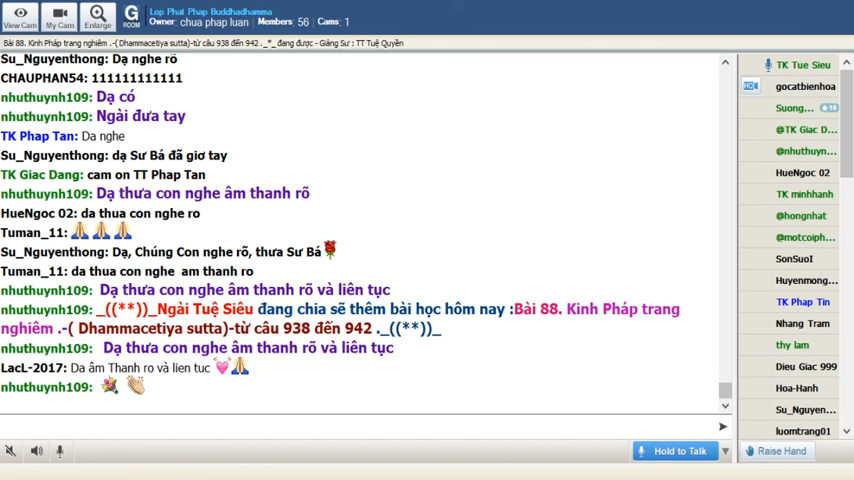 Lop Phat Phap Buddhadhamma
Owner: chua phap luan Members: 56 Cams: 1
View Cam My Cam Enlarge G ROOM
Bài 88. Kinh Pháp trang nghiêm .-( Dhammacetiya sutta)-từ câu 938 đến 942 ._*_ đang được - Giảng Sư : TT Tuệ Quyền
Su_Nguyenthong: Dạ nghe rõ
CHAUPHAN54: 111111111111
nhuthuynh109: Dạ có
nhuthuynh109: Ngài đưa tay
TK Phap Tan: Da nghe
Su_Nguyenthong: dạ Sư Bá đã giơ tay
TK Giac Dang: cam on TT Phap Tan
nhuthuynh109: Dạ thưa con nghe âm thanh rõ
HueNgoc 02: da thua con nghe ro
Tuman_11:
Su_Nguyenthong: Dạ, Chúng Con nghe rõ, thưa Sư Bá
Tuman_11: da thua con nghe am thanh ro
nhuthuynh109: Dạ thưa con nghe âm thanh rõ và liên tục
nhuthuynh109: _((**))_Ngài Tuệ Siêu đang chia sẽ thêm bài học hôm nay :Bài 88. Kinh Pháp trang
nghiêm .-( Dhammacetiya sutta)-từ câu 938 đến 942 ._((**))_
nhuthuynh109: Dạ thưa con nghe âm thanh rõ và liên tục
LacL-2017: Da âm Thanh ro và lien tuc
nhuthuynh109:
Hold to Talk
TK Tue Sieu
HD gocatbienhoa
Suong... 18
@TK Giac D...
@nhuthuyn...
HueNgoc 02
TK minhhanh
@hongnhat
@motcoiph...
SonSuoI
Huyenmong...
TK Phap Tin
Nhang Tram
thy lam
Dieu Giac 999
Hoa-Hanh
Su_Nguyen...
luomtrang01
Raise Hand